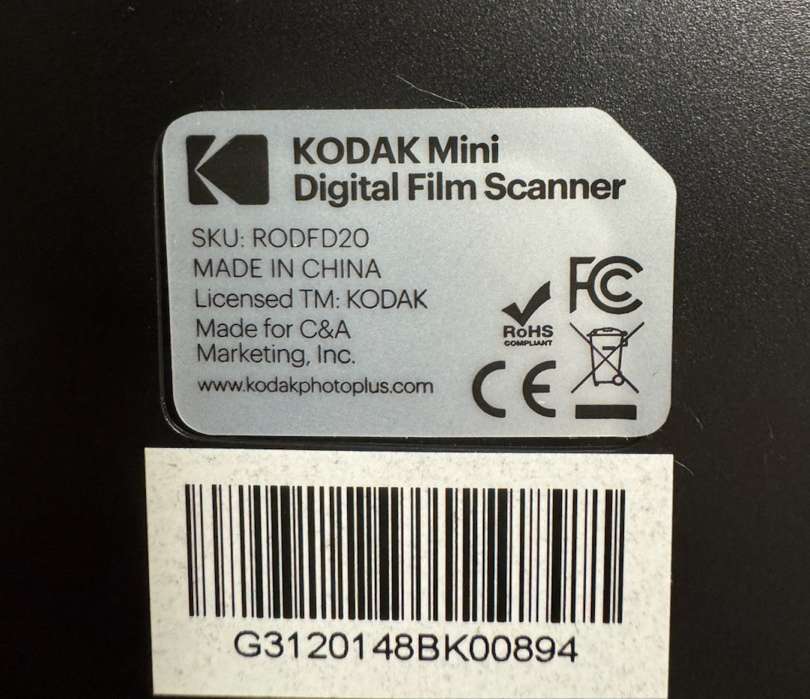 KODAK Mini
Digital Film Scanner
SKU: RODFD20
MADE IN CHINA
Licensed TM: KODAK
Made for C&A
Marketing, Inc.
www.kodakphotoplus.com
FC
RoHS
COMPLIANT
CE
G3120148BK00894